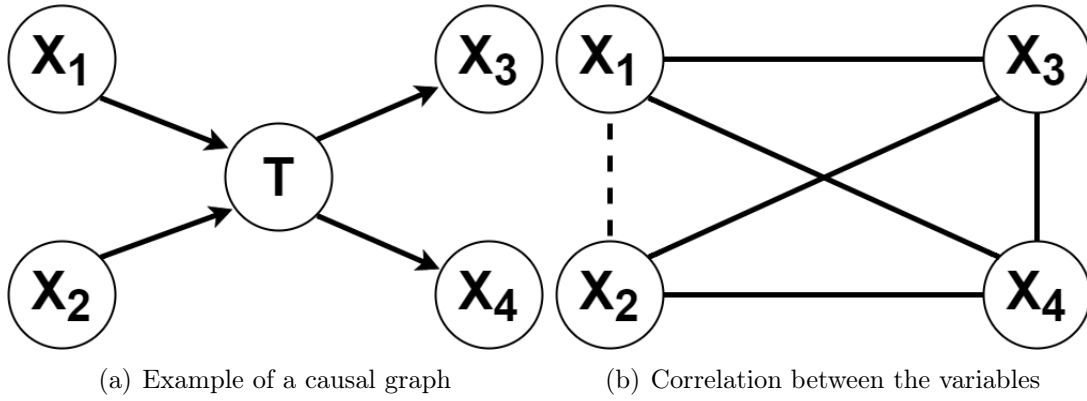 X1 X3 X1 X3
T
X2 X4 X2 X4
(a) Example of a causal graph (b) Correlation between the variables